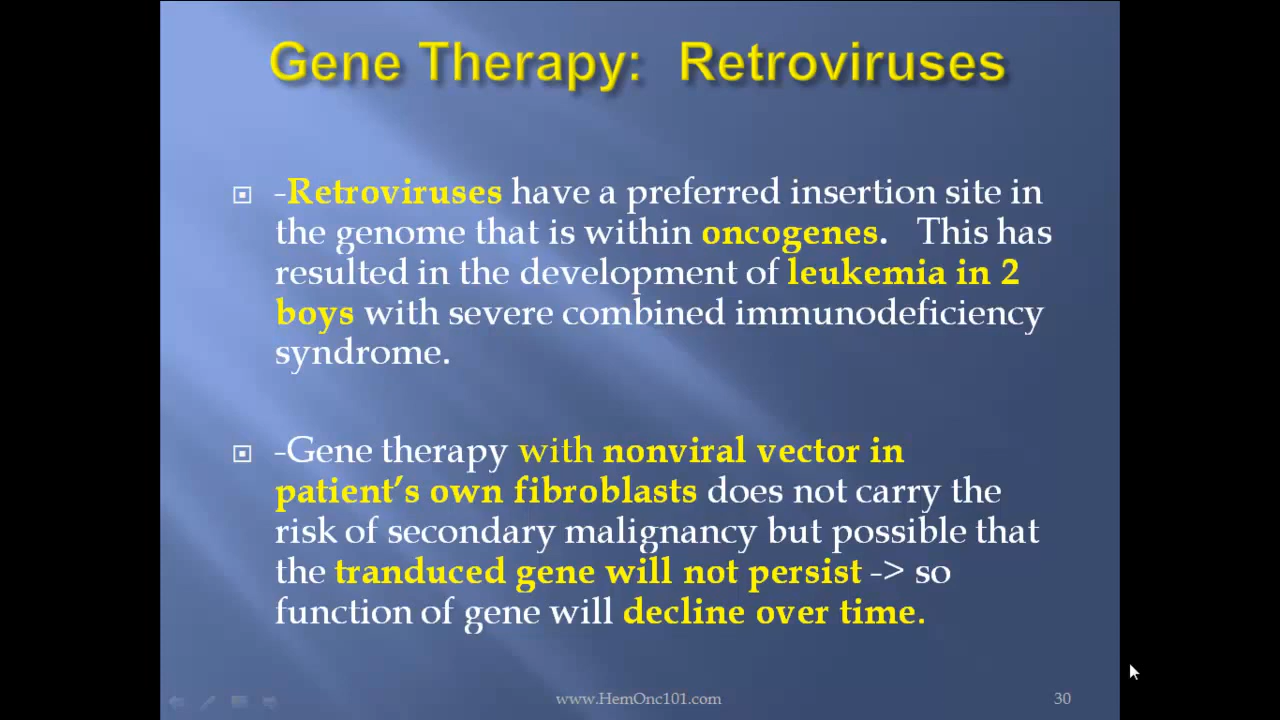 Gene Therapy: Retroviruses
-Retroviruses have a preferred insertion site in
the genome that is within oncogenes. This has
resulted in the development of leukemia in 2
boys with severe combined immunodeficiency
syndrome.
-Gene therapy with nonviral vector in
patient's own fibroblasts does not carry the
risk of secondary malignancy but possible that
the tranduced gene will not persist -> so
function of gene will decline over time.
www.HemOnc101.com
30